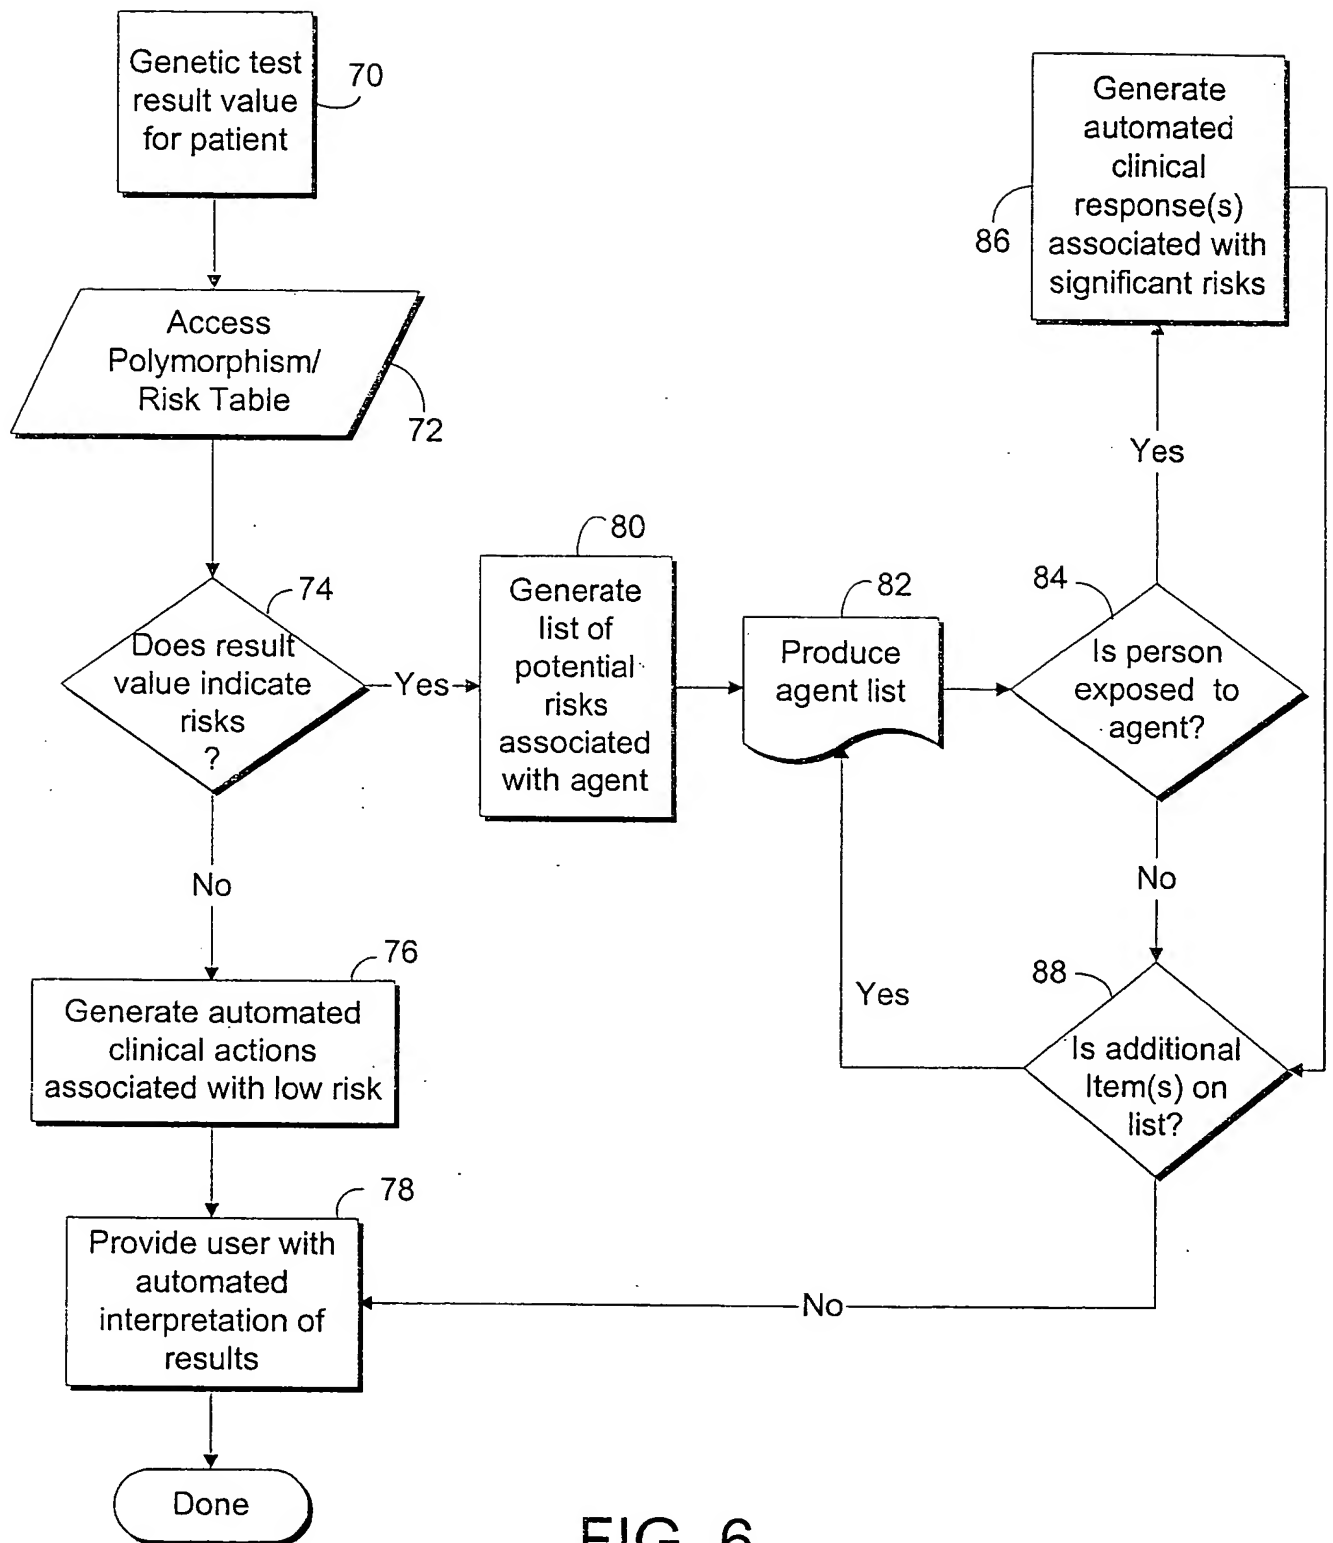 Genetic test
result value
for patient
70
Access
Polymorphism/
Risk Table
72
Does result
value indicate
risks
?
74
Yes
No
Generate automated
clinical actions
associated with low risk
76
Provide user with
automated
interpretation of
results
78
Done
Generate
list of
potential
risks
associated
with agent
80
Produce
agent list
82
Is person
exposed to
agent?
84
Yes
No
Generate
automated
clinical
response(s)
associated with
significant risks
86
Is additional
Item(s) on
list?
88
Yes
No
FIG. 6